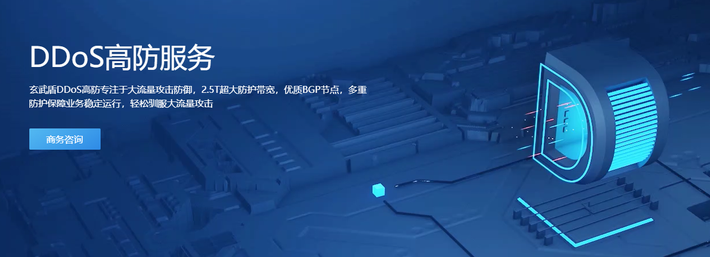 DDoS高防服务
玄武盾DDoS高防专注于大流量攻击防御，2.5T超大防护带宽，优质BGP节点，多重
防护保障业务稳定运行，轻松驯服大流量攻击
商务咨询